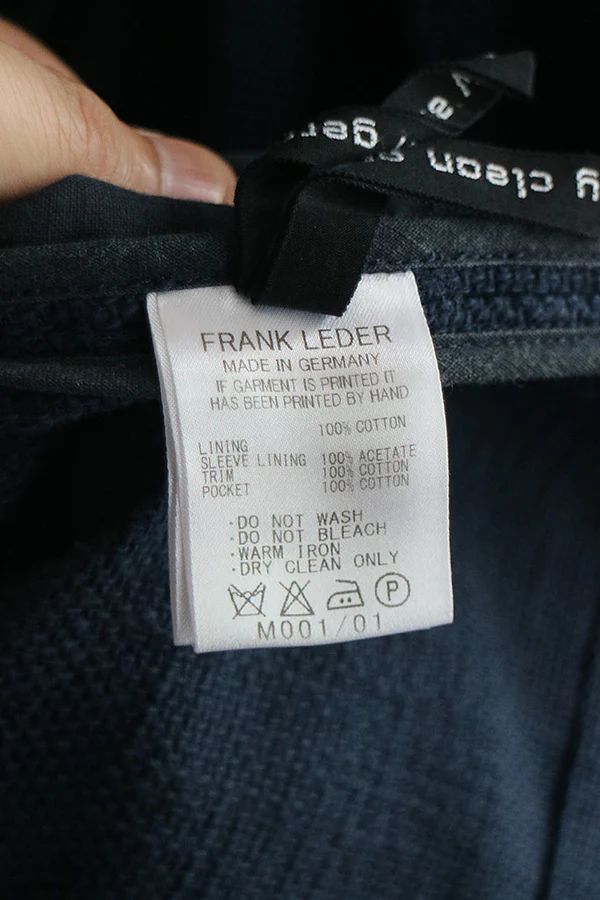 y clean
FRANK LEDER
MADE IN GERMANY
IF GARMENT IS PRINTED IT
HAS BEEN PRINTED BY HAND
100% COTTON
LINING
SLEEVE LINING 100% ACETATE
TRIM 100% COTTON
POCKET 100% COTTON
·DO NOT WASH
·DO NOT BLEACH
·WARM IRON
·DRY CLEAN ONLY
P
M001/01